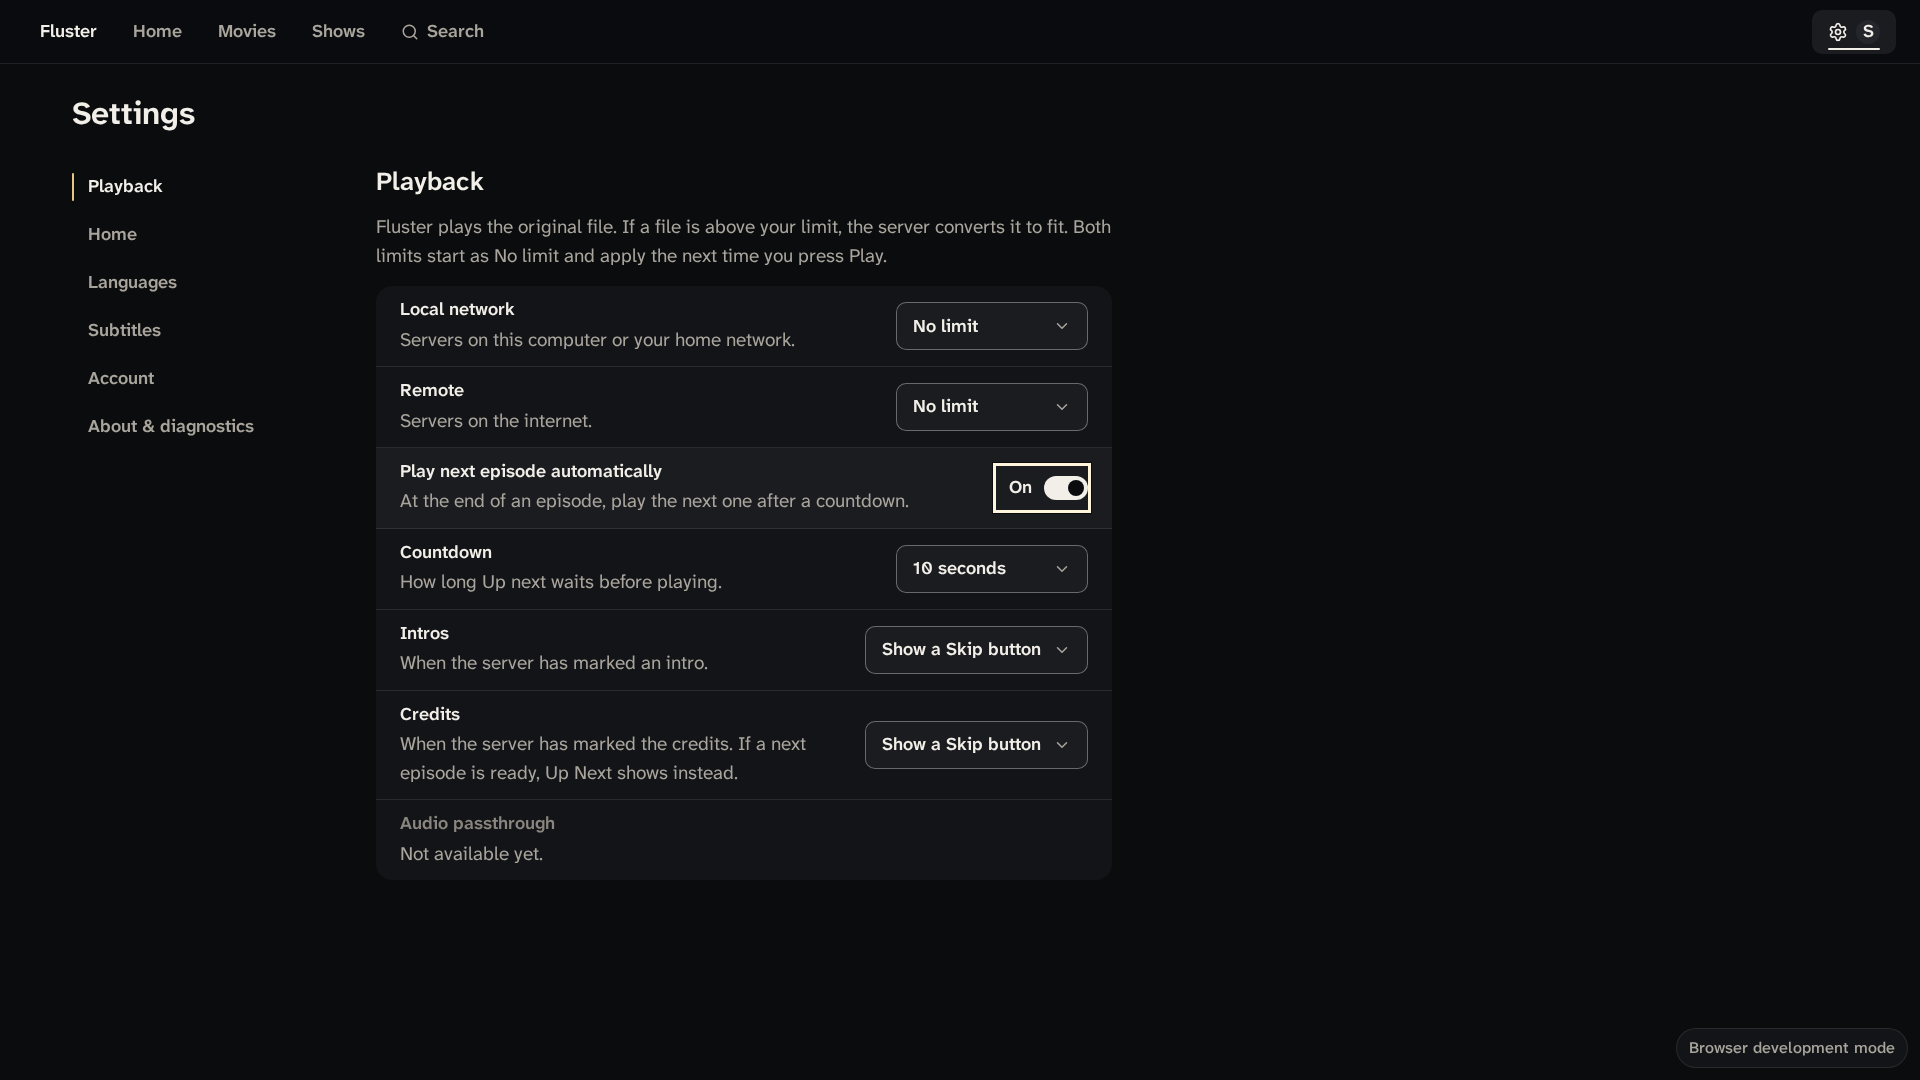 Fluster
Home
Movies
Shows
Search
S
Settings
Playback
Home
Languages
Subtitles
Account
About & diagnostics
Playback
Fluster plays the original file. If a file is above your limit, the server converts it to fit. Both
limits start as No limit and apply the next time you press Play.
Local network
Servers on this computer or your home network.
No limit
Remote
Servers on the internet.
No limit
Play next episode automatically
At the end of an episode, play the next one after a countdown.
On
Countdown
How long Up next waits before playing.
10 seconds
Intros
When the server has marked an intro.
Show a Skip button
Credits
When the server has marked the credits. If a next
episode is ready, Up Next shows instead.
Show a Skip button
Audio passthrough
Not available yet.
Browser development mode